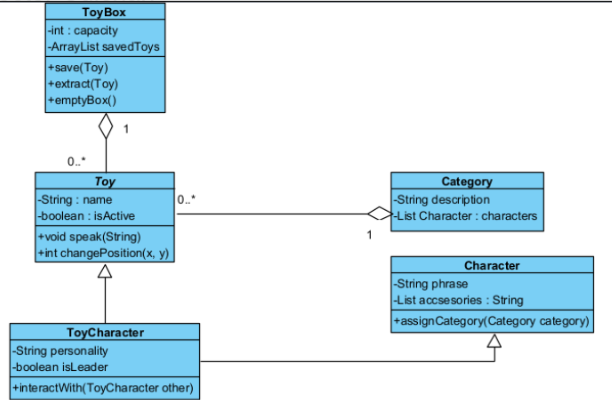 ToyBox
-int : capacity
-ArrayList savedToys
+save(Toy)
+extract(Toy)
+emptyBox()
1
0..*
Toy
-String : name
-boolean : isActive
+void speak(String)
+int changePosition(x, y)
0..*
1
Category
-String description
-List Character : characters
Character
-String phrase
-List accsesories : String
+assignCategory(Category category)
ToyCharacter
-String personality
-boolean isLeader
+interactWith(ToyCharacter other)